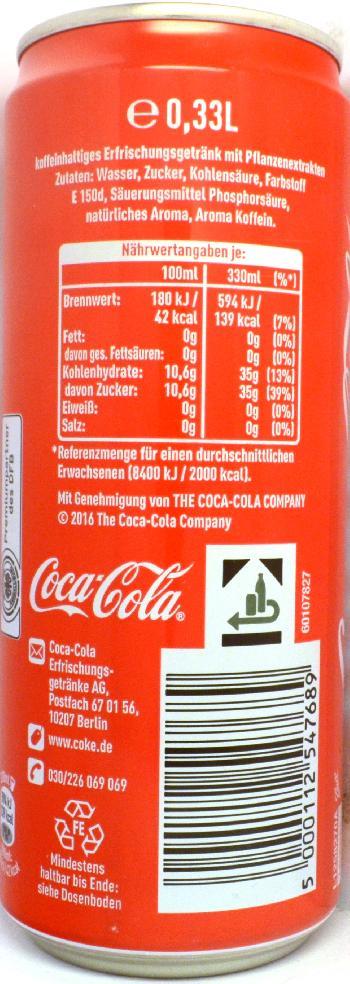 e 0,33L
koffeinhaltiges Erfrischungsgetränk mit Pflanzenextrakten
Zutaten: Wasser, Zucker, Kohlensäure, Farbstoff
E 150d, Säuerungsmittel Phosphorsäure,
natürliches Aroma, Aroma Koffein.
Nährwertangaben je:
100ml 330ml (%*)
Brennwert: 180 kJ / 594 kJ /
42 kcal 139 kcal (7%)
Fett: 0g 0g (0%)
davon ges. Fettsäuren: 0g 0g (0%)
Kohlenhydrate: 10,6g 35g (13%)
davon Zucker: 10,6g 35g (39%)
Eiweiß: 0g 0g (0%)
Salz: 0g 0g (0%)
*Referenzmenge für einen durchschnittlichen
Erwachsenen (8400 kJ / 2000 kcal).
Mit Genehmigung von THE COCA-COLA COMPANY
© 2016 The Coca-Cola Company
Premiumpartner
des DFB
Coca-Cola®
60107827
Coca-Cola
Erfrischungs-
getränke AG,
Postfach 67 01 56,
10207 Berlin
www.coke.de
030/226 069 069
FE
Mindestens
haltbar bis Ende:
siehe Dosenboden
5 000112 547689